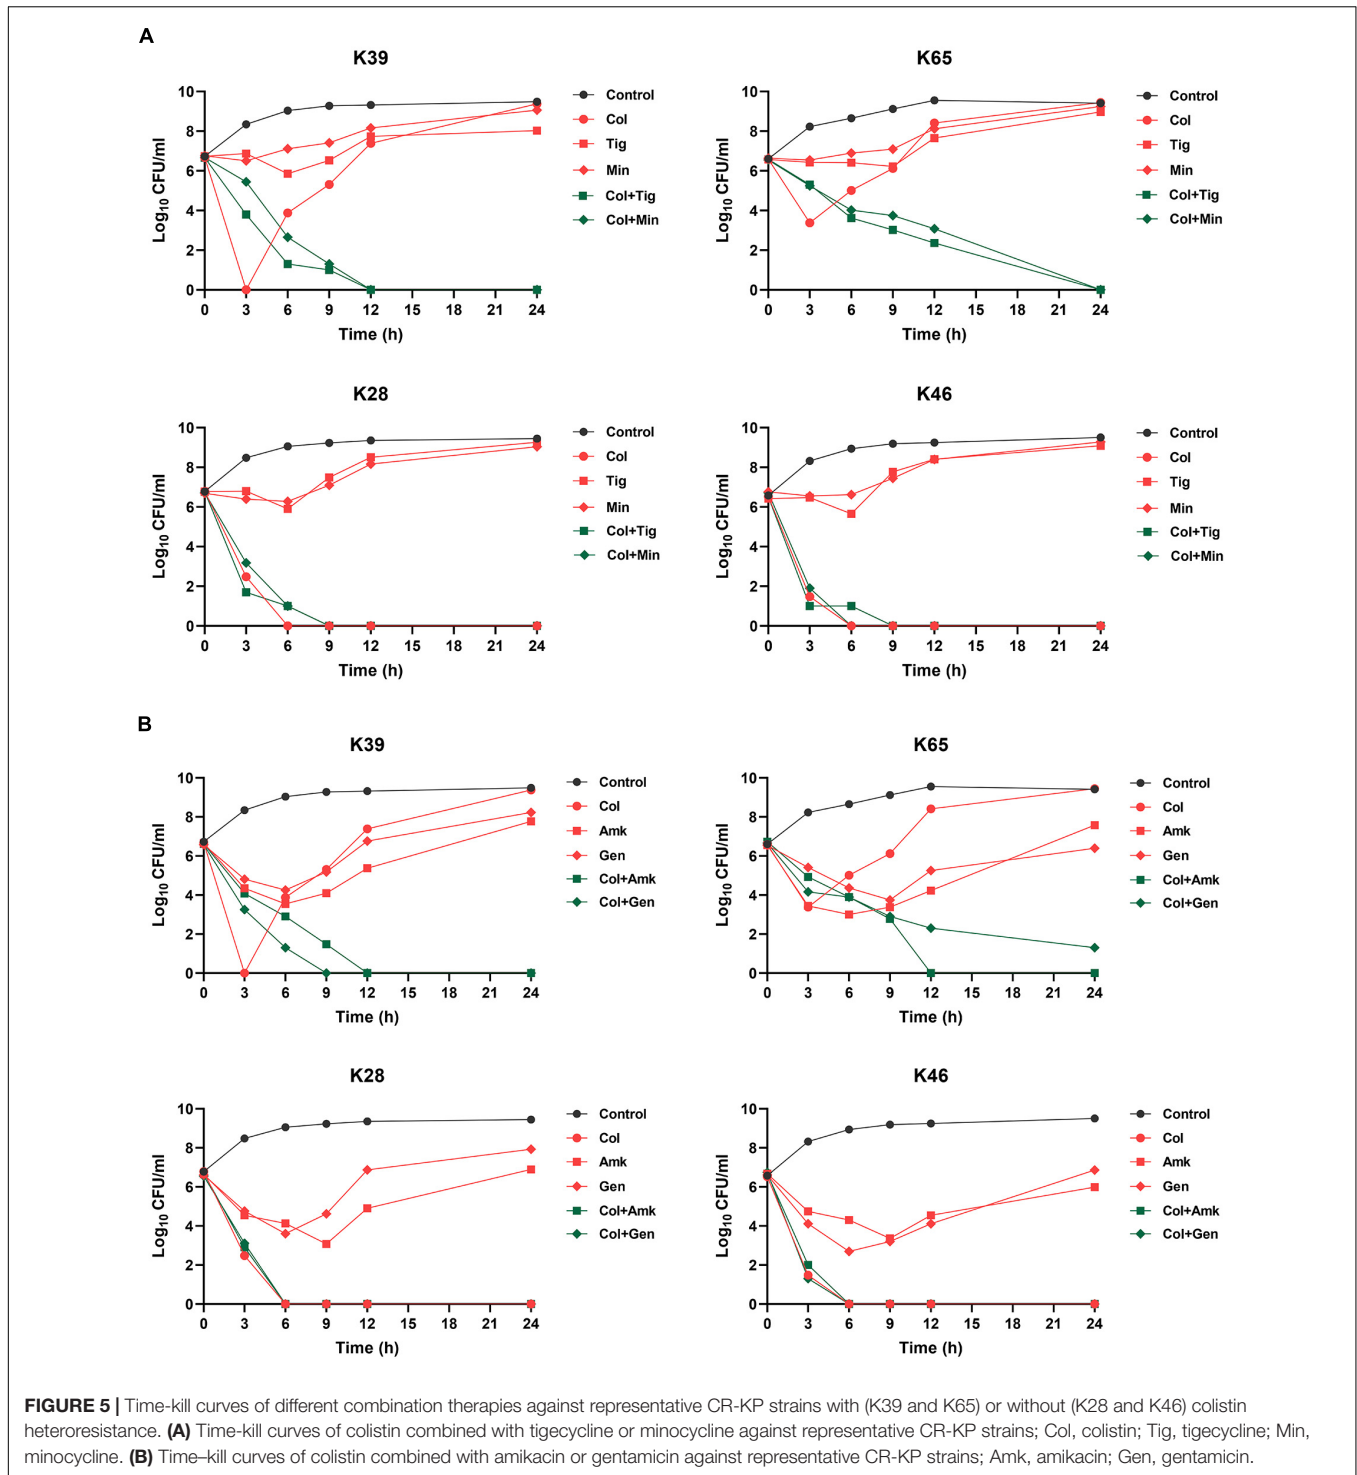 A
K39
10
8
6
4
2
0
Log10 CFU/ml
0 3 6 9 12 15 18 21 24
Time (h)
Control
Col
Tig
Min
Col+Tig
Col+Min
K65
10
8
6
4
2
0
Log10 CFU/ml
0 3 6 9 12 15 18 21 24
Time (h)
Control
Col
Tig
Min
Col+Tig
Col+Min
K28
10
8
6
4
2
0
Log10 CFU/ml
0 3 6 9 12 15 18 21 24
Time (h)
Control
Col
Tig
Min
Col+Tig
Col+Min
K46
10
8
6
4
2
0
Log10 CFU/ml
0 3 6 9 12 15 18 21 24
Time (h)
Control
Col
Tig
Min
Col+Tig
Col+Min
B
K39
10
8
6
4
2
0
Log10 CFU/ml
0 3 6 9 12 15 18 21 24
Time (h)
Control
Col
Amk
Gen
Col+Amk
Col+Gen
K65
10
8
6
4
2
0
Log10 CFU/ml
0 3 6 9 12 15 18 21 24
Time (h)
Control
Col
Amk
Gen
Col+Amk
Col+Gen
K28
10
8
6
4
2
0
Log10 CFU/ml
0 3 6 9 12 15 18 21 24
Time (h)
Control
Col
Amk
Gen
Col+Amk
Col+Gen
K46
10
8
6
4
2
0
Log10 CFU/ml
0 3 6 9 12 15 18 21 24
Time (h)
Control
Col
Amk
Gen
Col+Amk
Col+Gen
FIGURE 5 | Time-kill curves of different combination therapies against representative CR-KP strains with (K39 and K65) or without (K28 and K46) colistin
heteroresistance. (A) Time-kill curves of colistin combined with tigecycline or minocycline against representative CR-KP strains; Col, colistin; Tig, tigecycline; Min,
minocycline. (B) Time–kill curves of colistin combined with amikacin or gentamicin against representative CR-KP strains; Amk, amikacin; Gen, gentamicin.